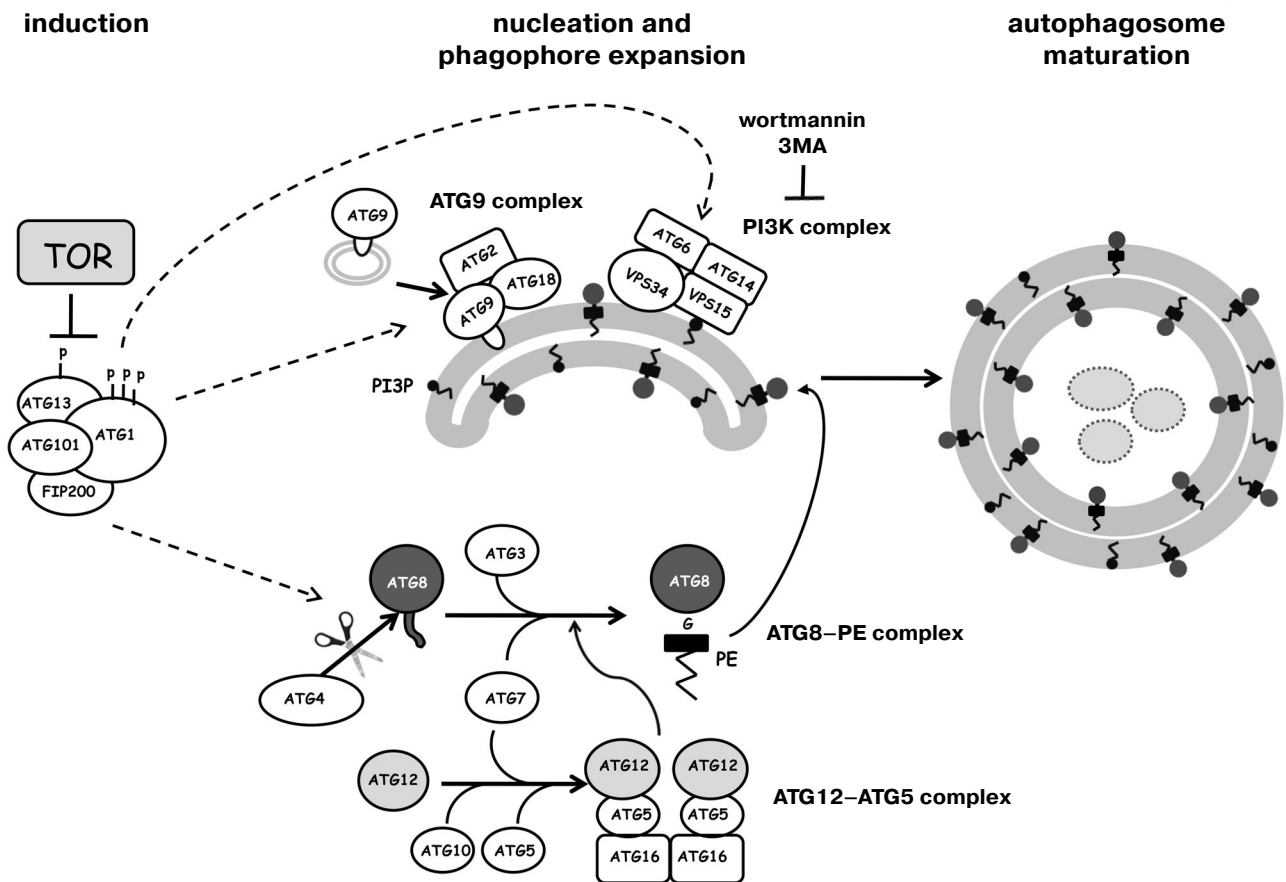 induction
nucleation and
phagophore expansion
autophagosome
maturation
wortmannin
3MA
ATG9 complex
PI3K complex
ATG9
TOR
ATG2
ATG18
ATG9
ATG6
ATG14
VPS34
VPS15
P
P P P
ATG13
ATG1
ATG101
FIP200
PI3P
ATG3
ATG8
ATG8
G
PE
ATG8–PE complex
ATG4
ATG7
ATG12
ATG12
ATG12
ATG12–ATG5 complex
ATG5
ATG5
ATG10
ATG5
ATG16
ATG16